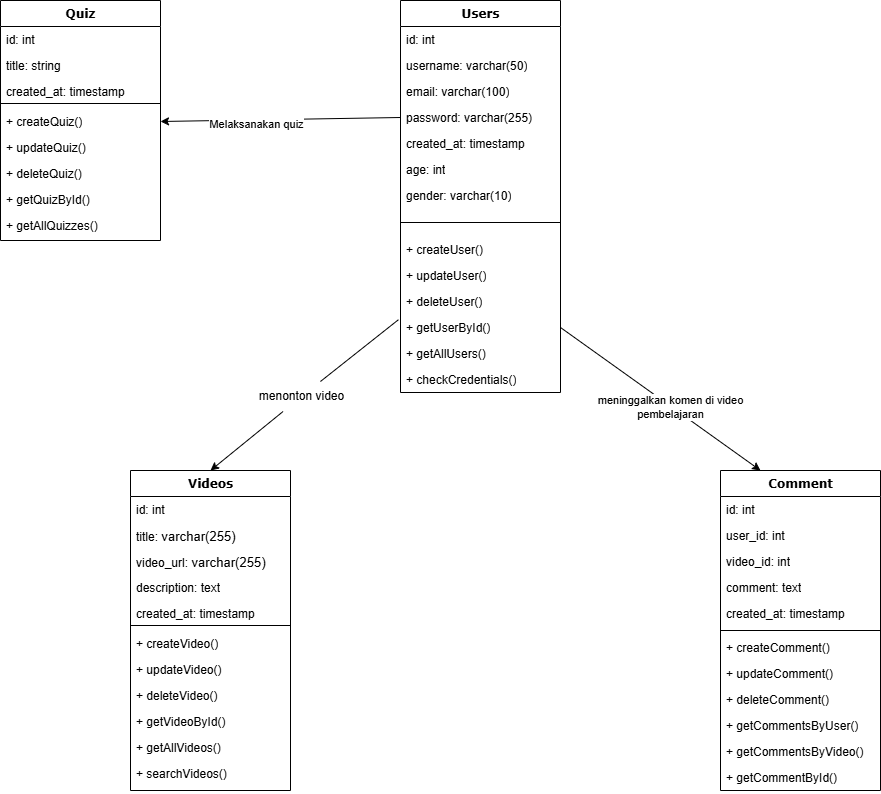 Quiz
id: int
title: string
created_at: timestamp
+ createQuiz()
+ updateQuiz()
+ deleteQuiz()
+ getQuizById()
+ getAllQuizzes()
Melaksanakan quiz
Users
id: int
username: varchar(50)
email: varchar(100)
password: varchar(255)
created_at: timestamp
age: int
gender: varchar(10)
+ createUser()
+ updateUser()
+ deleteUser()
+ getUserById()
+ getAllUsers()
+ checkCredentials()
menonton video
meninggalkan komen di video
pembelajaran
Videos
id: int
title: varchar(255)
video_url: varchar(255)
description: text
created_at: timestamp
+ createVideo()
+ updateVideo()
+ deleteVideo()
+ getVideoById()
+ getAllVideos()
+ searchVideos()
Comment
id: int
user_id: int
video_id: int
comment: text
created_at: timestamp
+ createComment()
+ updateComment()
+ deleteComment()
+ getCommentsByUser()
+ getCommentsByVideo()
+ getCommentById()